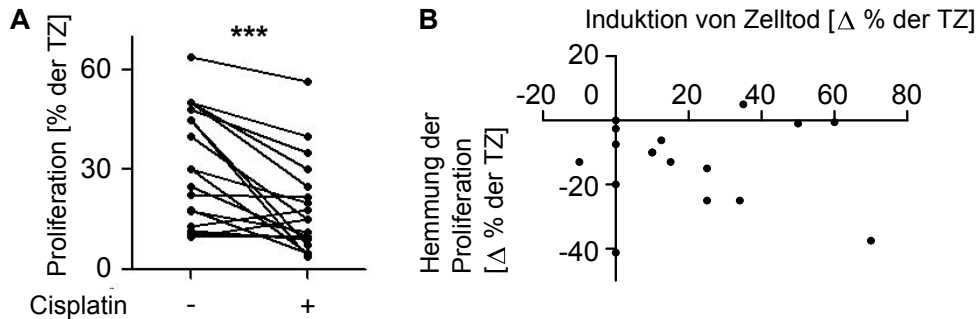 A
***
Proliferation [% der TZ]
60
30
0
Cisplatin - +
B
Induktion von Zelltod [Δ % der TZ]
20
-20 0 20 40 60 80
-20
-40
Hemmung der
Proliferation
[Δ % der TZ]